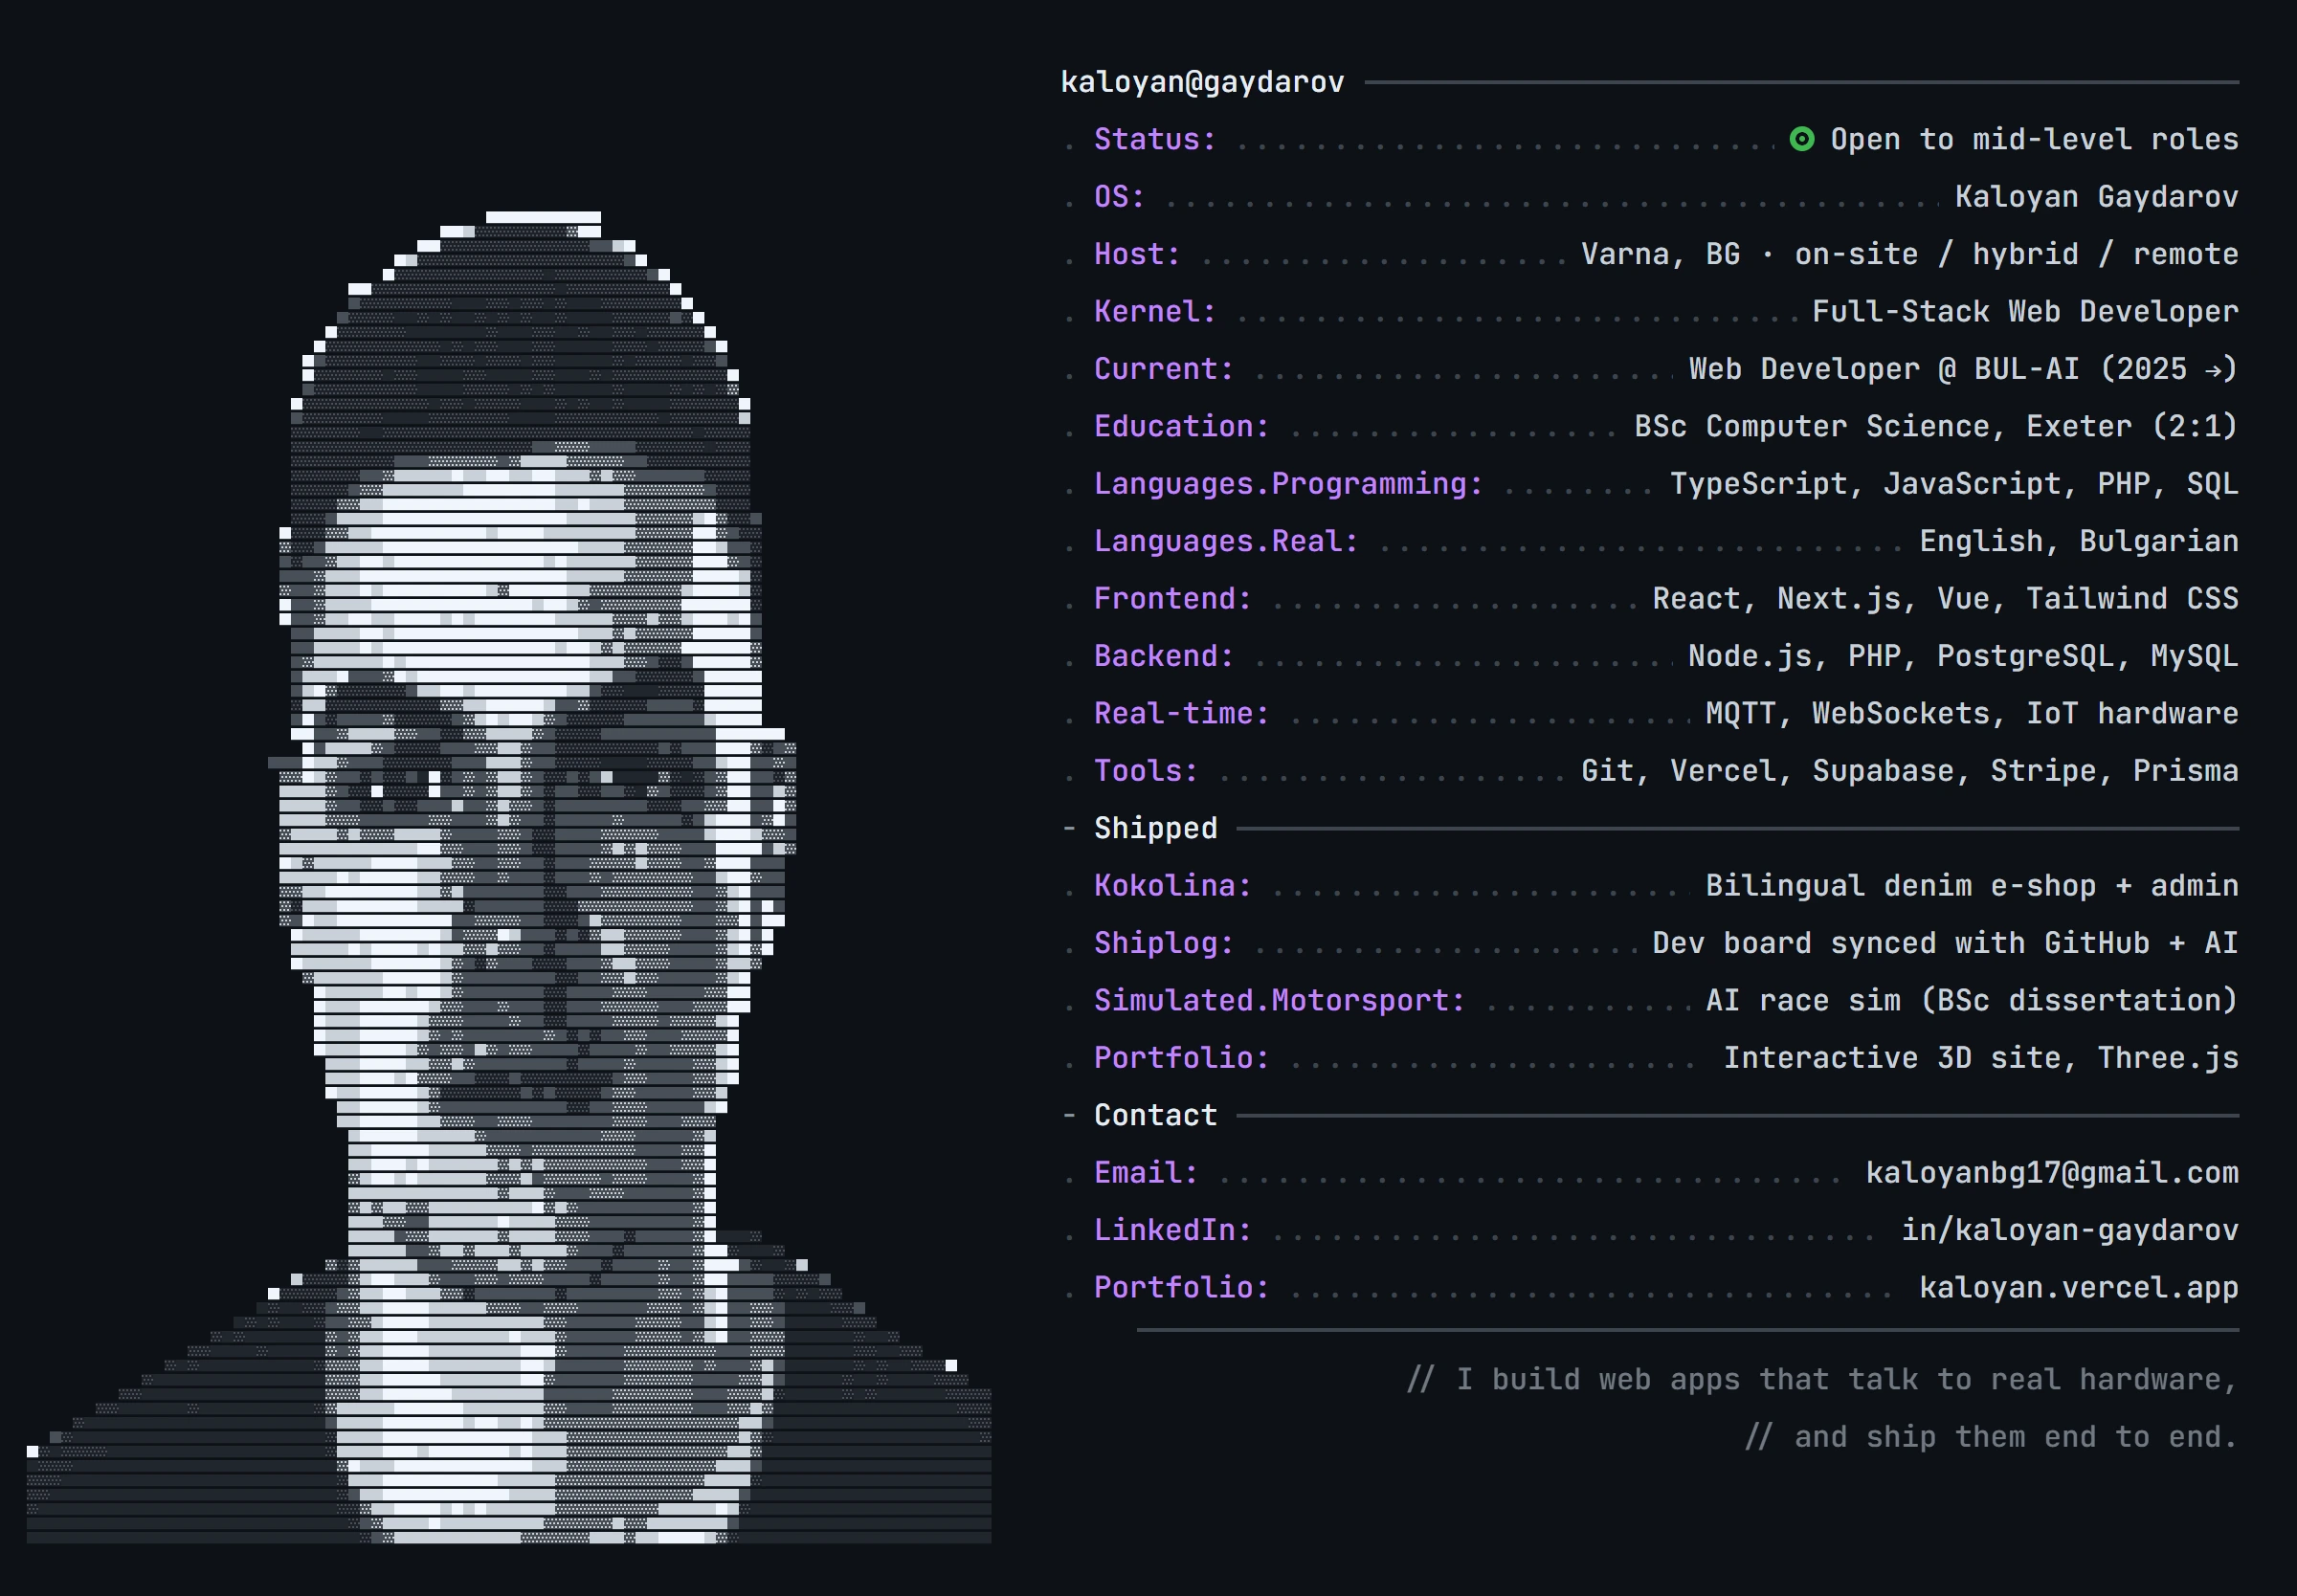 kaloyan@gaydarov
. Status: ........................... Open to mid-level roles
. OS: ....................................... Kaloyan Gaydarov
. Host: ................... Varna, BG · on-site / hybrid / remote
. Kernel: ............................. Full-Stack Web Developer
. Current: ..................... Web Developer @ BUL-AI (2025 →)
. Education: ................. BSc Computer Science, Exeter (2:1)
. Languages.Programming: ........ TypeScript, JavaScript, PHP, SQL
. Languages.Real: ........................... English, Bulgarian
. Frontend: ................... React, Next.js, Vue, Tailwind CSS
. Backend: ..................... Node.js, PHP, PostgreSQL, MySQL
. Real-time: .................... MQTT, WebSockets, IoT hardware
. Tools: .................. Git, Vercel, Supabase, Stripe, Prisma
- Shipped
. Kokolina: ..................... Bilingual denim e-shop + admin
. Shiplog: .................... Dev board synced with GitHub + AI
. Simulated.Motorsport: ........... AI race sim (BSc dissertation)
. Portfolio: ..................... Interactive 3D site, Three.js
- Contact
. Email: ................................ kaloyanbg17@gmail.com
. LinkedIn: ............................... in/kaloyan-gaydarov
. Portfolio: ............................... kaloyan.vercel.app
// I build web apps that talk to real hardware,
// and ship them end to end.